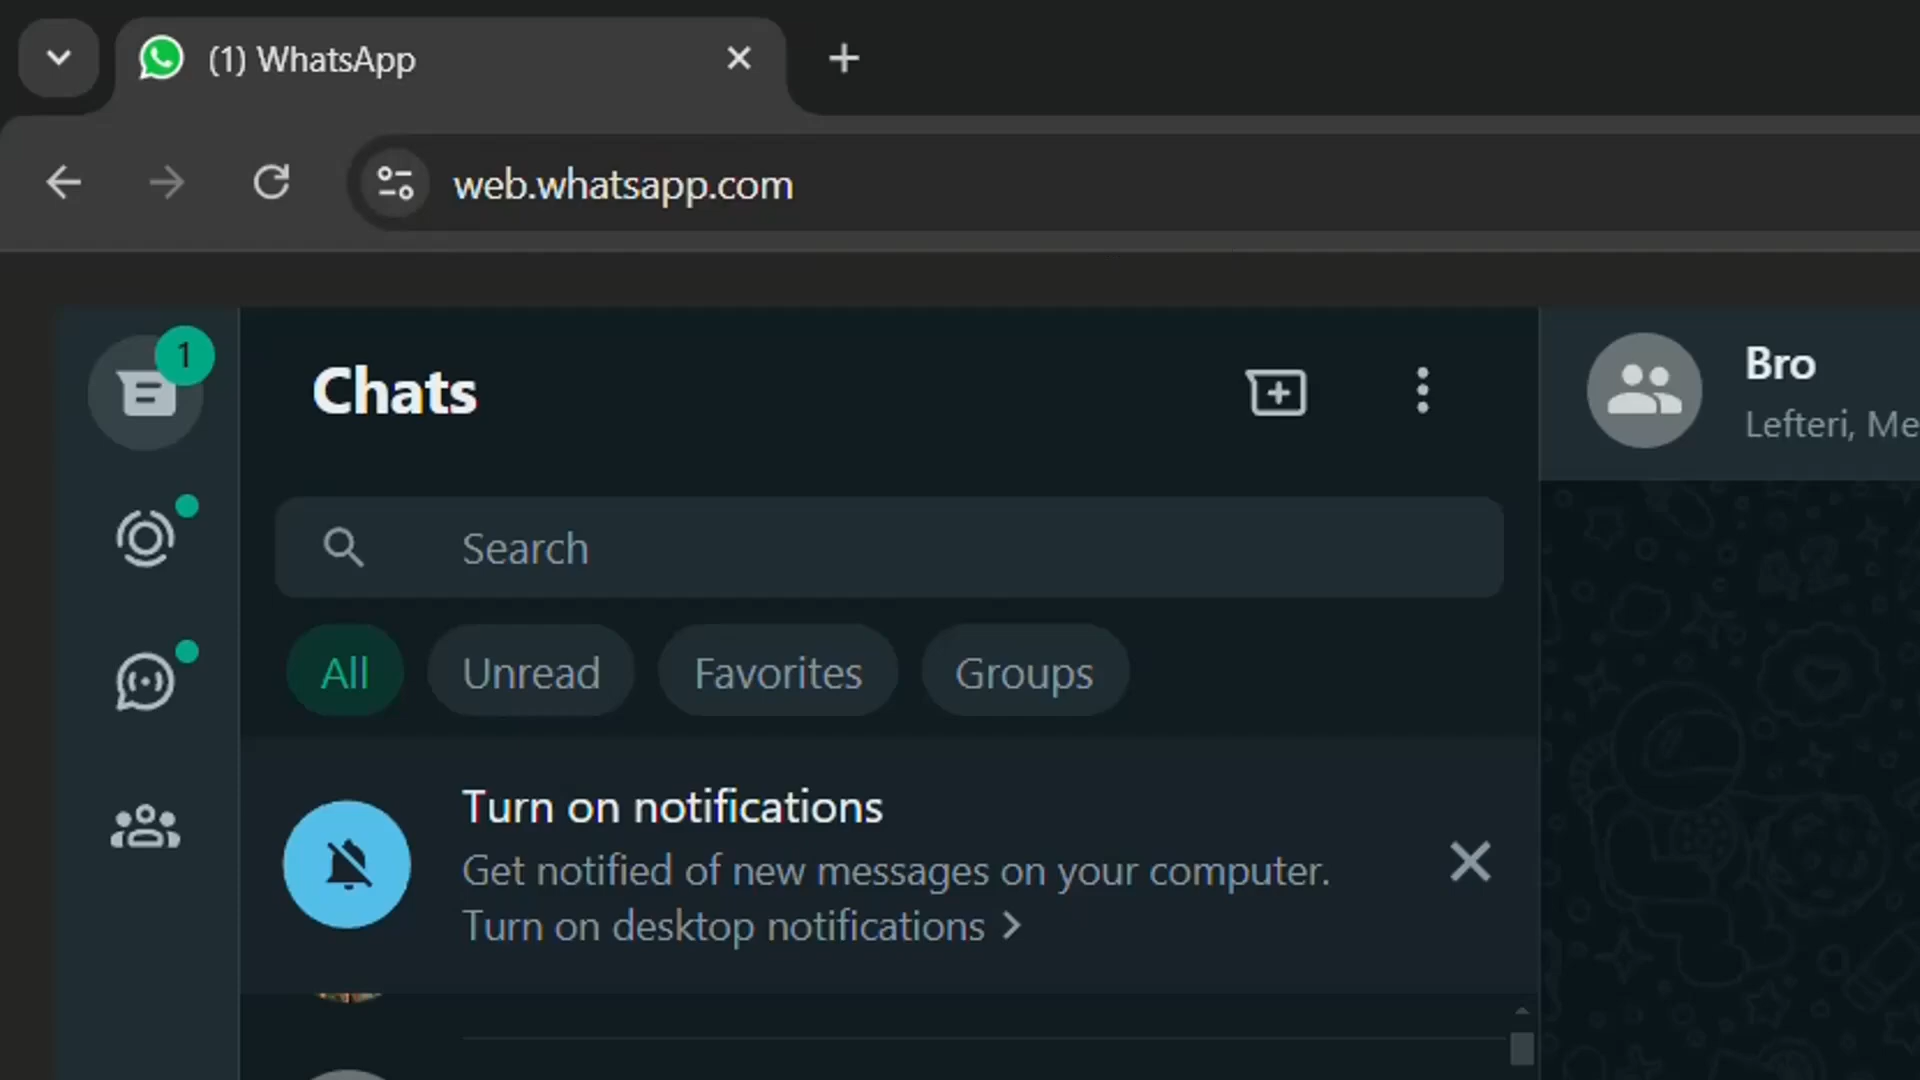 (1) WhatsApp
web.whatsapp.com
1
Chats
Bro
Lefteri, Me
Search
All Unread Favorites Groups
Turn on notifications
Get notified of new messages on your computer.
Turn on desktop notifications